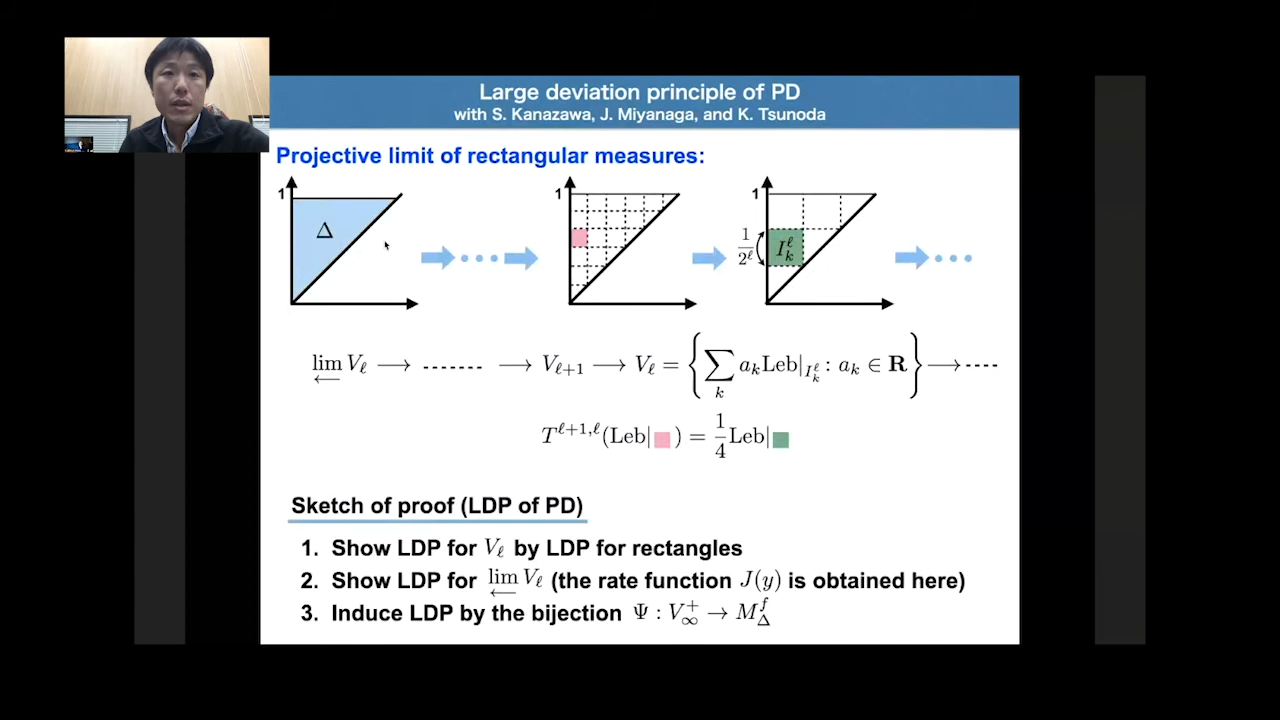 Large deviation principle of PD
with S. Kanazawa, J. Miyanaga, and K. Tsunoda
Projective limit of rectangular measures:
1 Δ
1
1 1/2^ℓ I_k^ℓ
lim← V_ℓ → ······· → V_{ℓ+1} → V_ℓ = { ∑_k a_k Leb|_{I_k^ℓ} : a_k ∈ R } → ····
T^{ℓ+1,ℓ}(Leb|■) = 1/4 Leb|■
Sketch of proof (LDP of PD)
1. Show LDP for V_ℓ by LDP for rectangles
2. Show LDP for lim← V_ℓ (the rate function J(y) is obtained here)
3. Induce LDP by the bijection Ψ : V_∞^+ → M_Δ^f